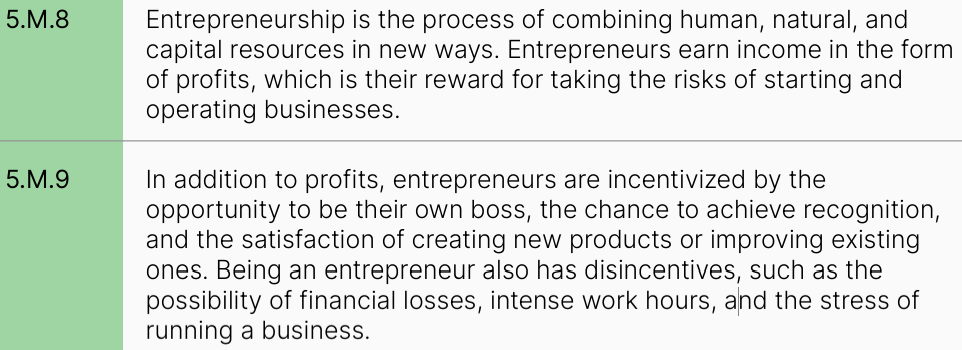 5.M.8
Entrepreneurship is the process of combining human, natural, and
capital resources in new ways. Entrepreneurs earn income in the form
of profits, which is their reward for taking the risks of starting and
operating businesses.
5.M.9
In addition to profits, entrepreneurs are incentivized by the
opportunity to be their own boss, the chance to achieve recognition,
and the satisfaction of creating new products or improving existing
ones. Being an entrepreneur also has disincentives, such as the
possibility of financial losses, intense work hours, and the stress of
running a business.